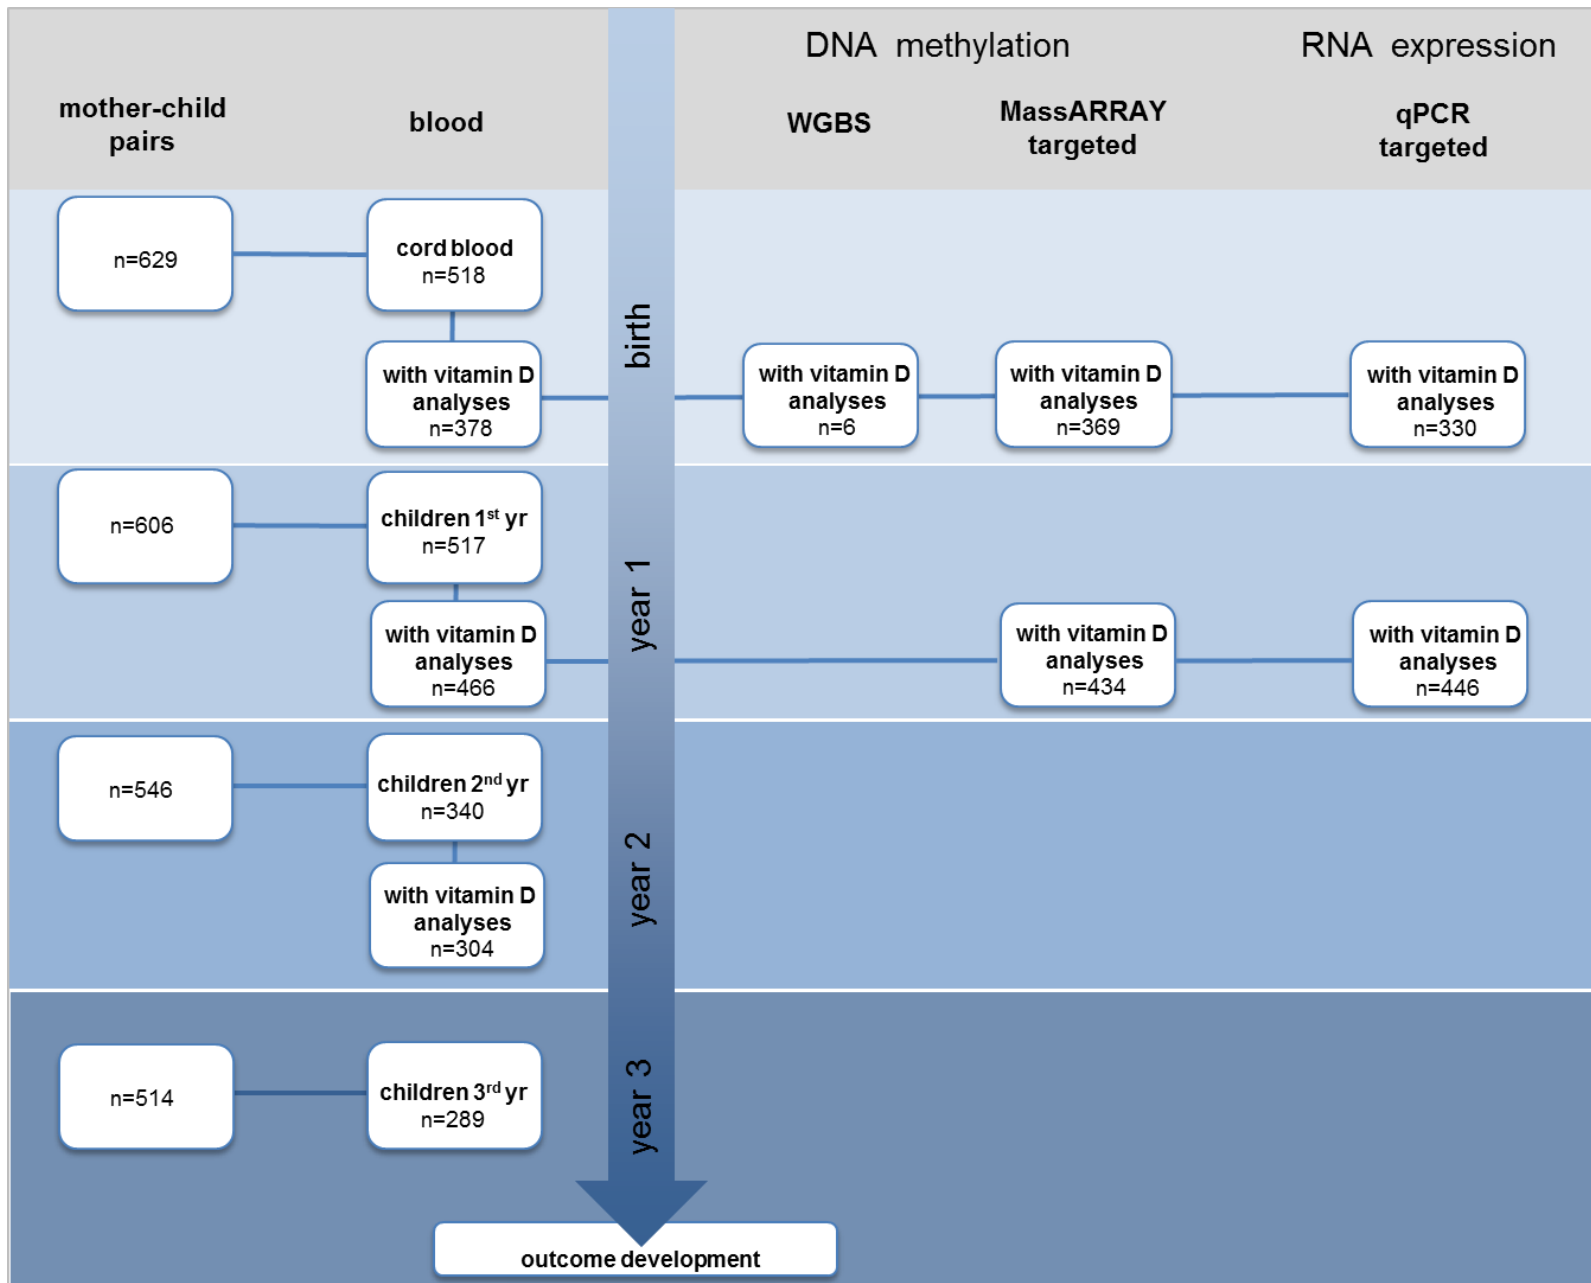 DNA methylation
RNA expression
mother-child
pairs
blood
WGBS
MassARRAY
targeted
qPCR
targeted
n=629
cord blood
n=518
birth
with vitamin D
analyses
n=378
with vitamin D
analyses
n=6
with vitamin D
analyses
n=369
with vitamin D
analyses
n=330
n=606
children 1st yr
n=517
year 1
with vitamin D
analyses
n=466
with vitamin D
analyses
n=434
with vitamin D
analyses
n=446
n=546
children 2nd yr
n=340
year 2
with vitamin D
analyses
n=304
n=514
children 3rd yr
n=289
year 3
outcome development